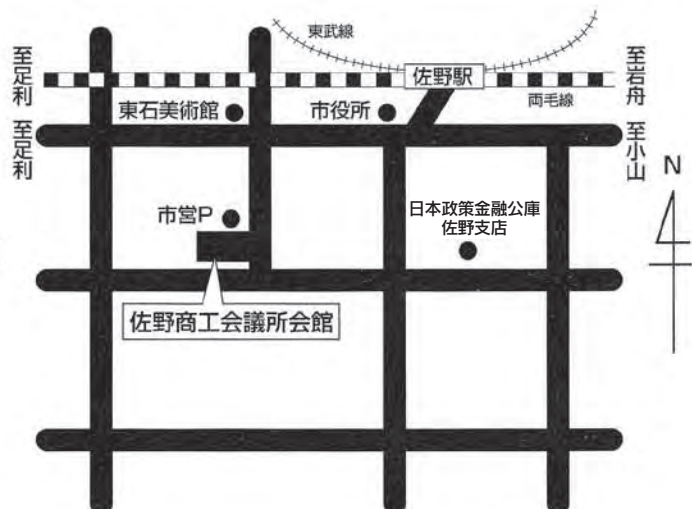 東武線
至足利
佐野駅
至岩舟
両毛線
東石美術館
市役所
至足利
至小山
N
市営P
日本政策金融公庫
佐野支店
佐野商工会議所会館